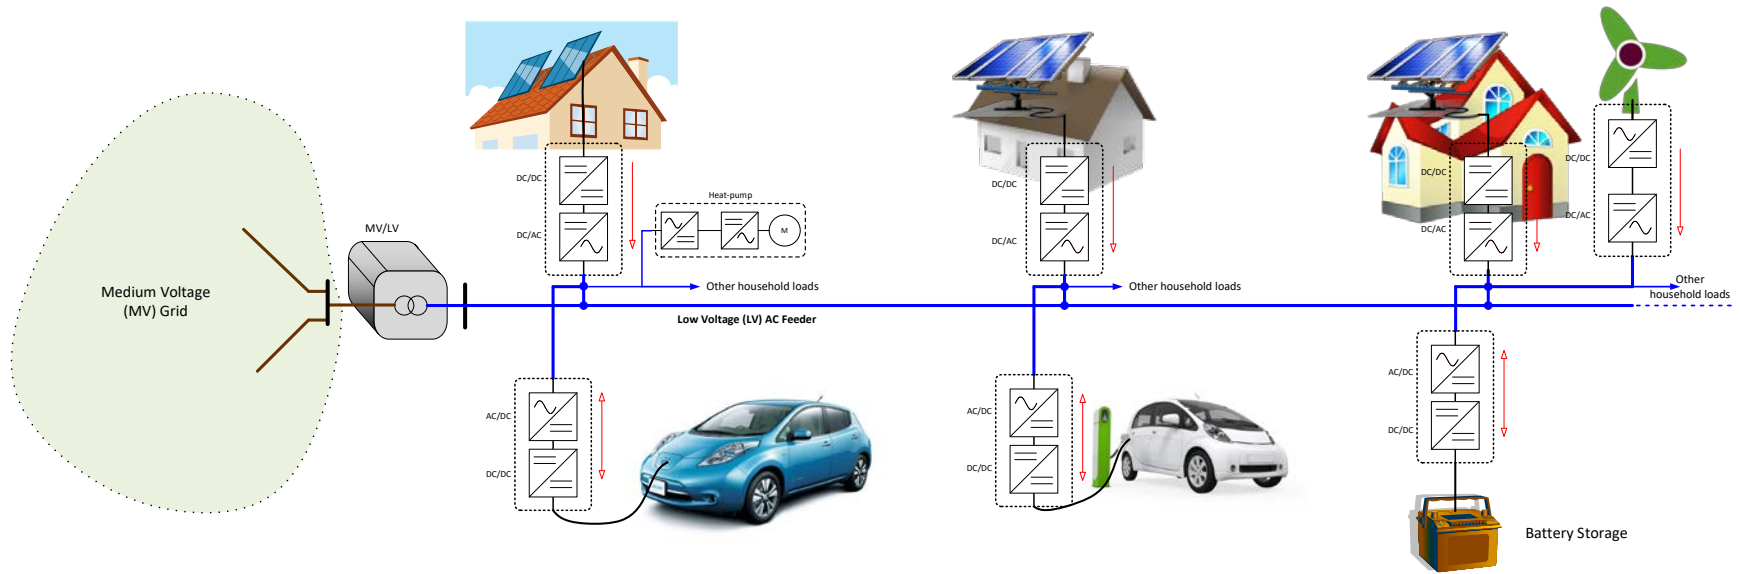 Medium Voltage
(MV) Grid
MV/LV
DC/DC
DC/AC
Heat-pump
M
Other household loads
Low Voltage (LV) AC Feeder
AC/DC
DC/DC
DC/DC
DC/AC
Other household loads
AC/DC
DC/DC
DC/DC
DC/AC
DC/DC
DC/AC
Other
household loads
AC/DC
DC/DC
Battery Storage